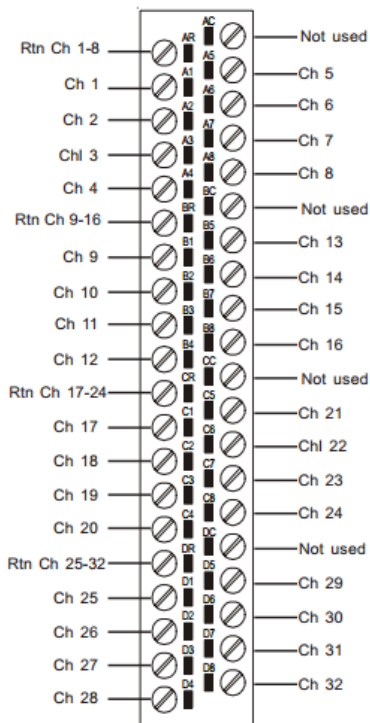 AC
Not used
Rtn Ch 1-8
AR
A5
Ch 5
Ch 1
A1
A6
Ch 6
Ch 2
A2
A7
Ch 7
Chl 3
A3
A8
Ch 8
Ch 4
A4
BC
Not used
Rtn Ch 9-16
BR
B5
Ch 13
Ch 9
B1
B6
Ch 14
Ch 10
B2
B7
Ch 15
Ch 11
B3
B8
Ch 16
Ch 12
B4
CC
Not used
Rtn Ch 17-24
CR
C5
Ch 21
Ch 17
C1
C6
Chl 22
Ch 18
C2
C7
Ch 23
Ch 19
C3
C8
Ch 24
Ch 20
C4
DC
Not used
Rtn Ch 25-32
DR
D5
Ch 29
Ch 25
D1
D6
Ch 30
Ch 26
D2
D7
Ch 31
Ch 27
D3
D8
Ch 32
Ch 28
D4